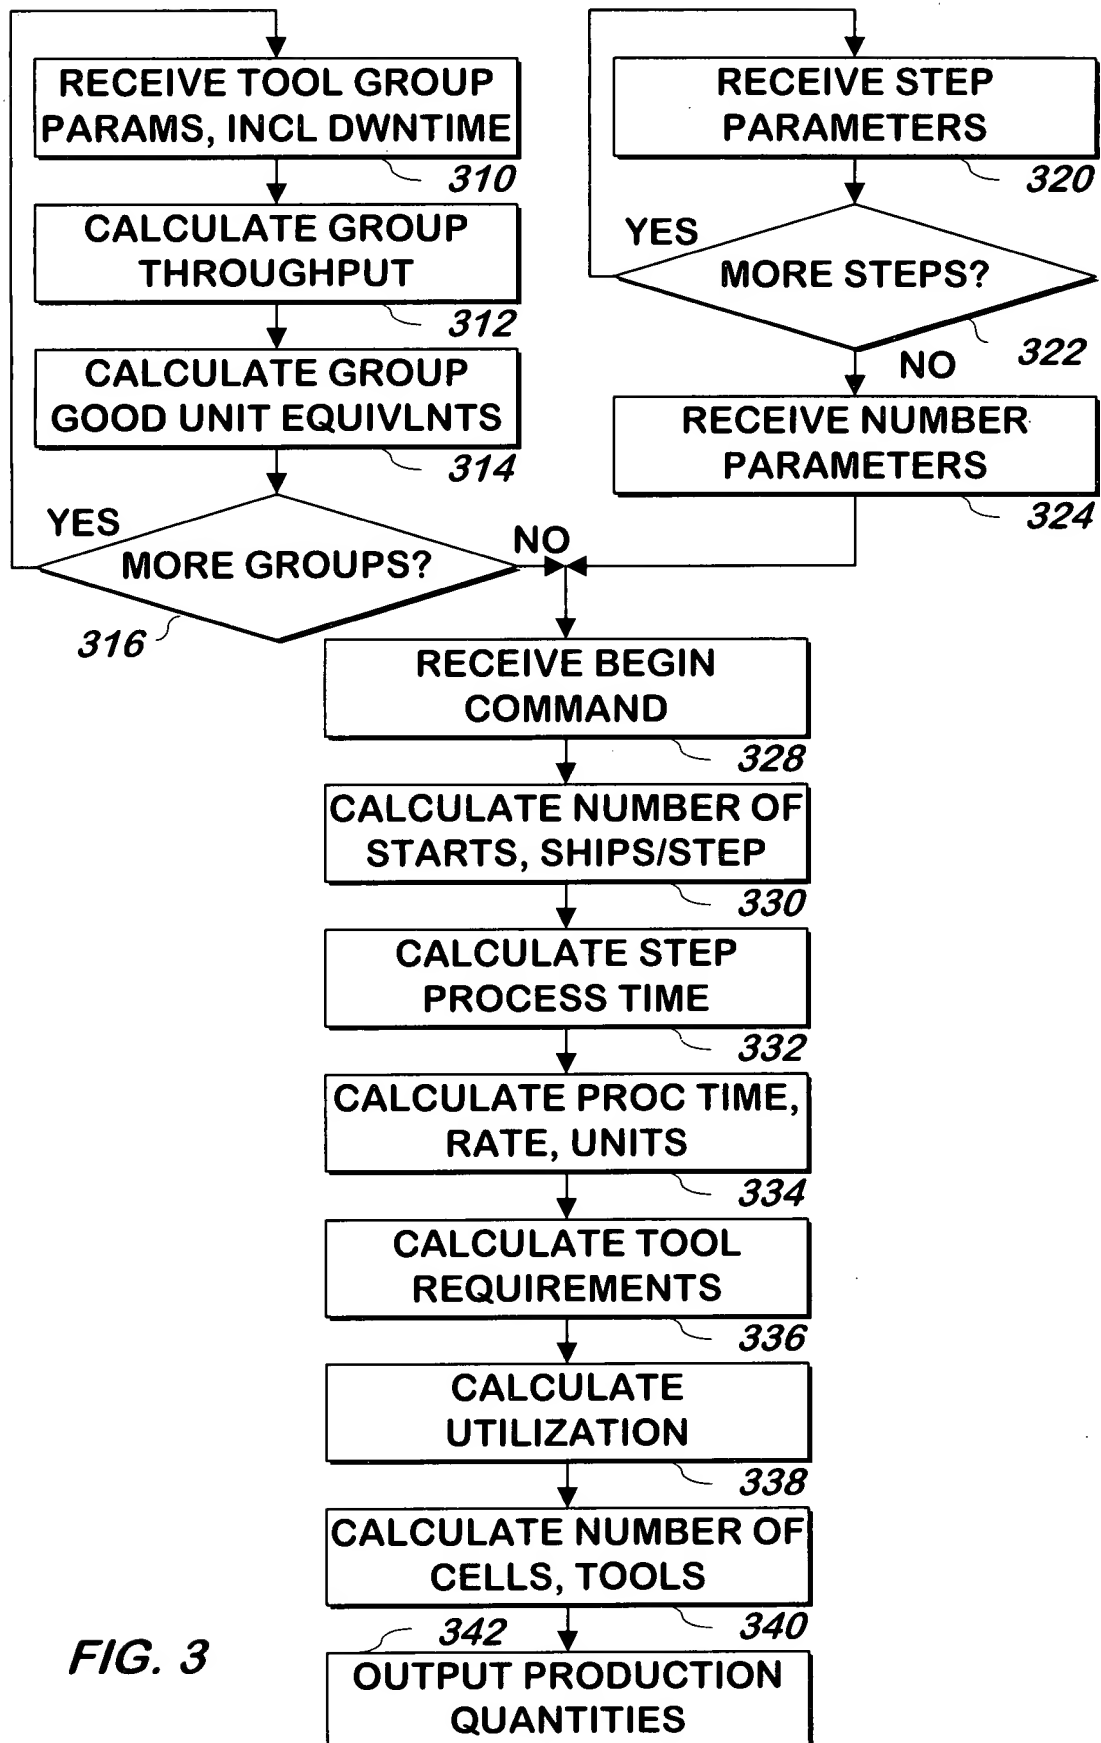 RECEIVE TOOL GROUP
PARAMS, INCL DWNTIME
310
CALCULATE GROUP
THROUGHPUT
312
CALCULATE GROUP
GOOD UNIT EQUIVLNTS
314
YES
MORE GROUPS?
NO
316
RECEIVE STEP
PARAMETERS
320
YES
MORE STEPS?
322
NO
RECEIVE NUMBER
PARAMETERS
324
RECEIVE BEGIN
COMMAND
328
CALCULATE NUMBER OF
STARTS, SHIPS/STEP
330
CALCULATE STEP
PROCESS TIME
332
CALCULATE PROC TIME,
RATE, UNITS
334
CALCULATE TOOL
REQUIREMENTS
336
CALCULATE
UTILIZATION
338
CALCULATE NUMBER OF
CELLS, TOOLS
340
342
OUTPUT PRODUCTION
QUANTITIES
FIG. 3